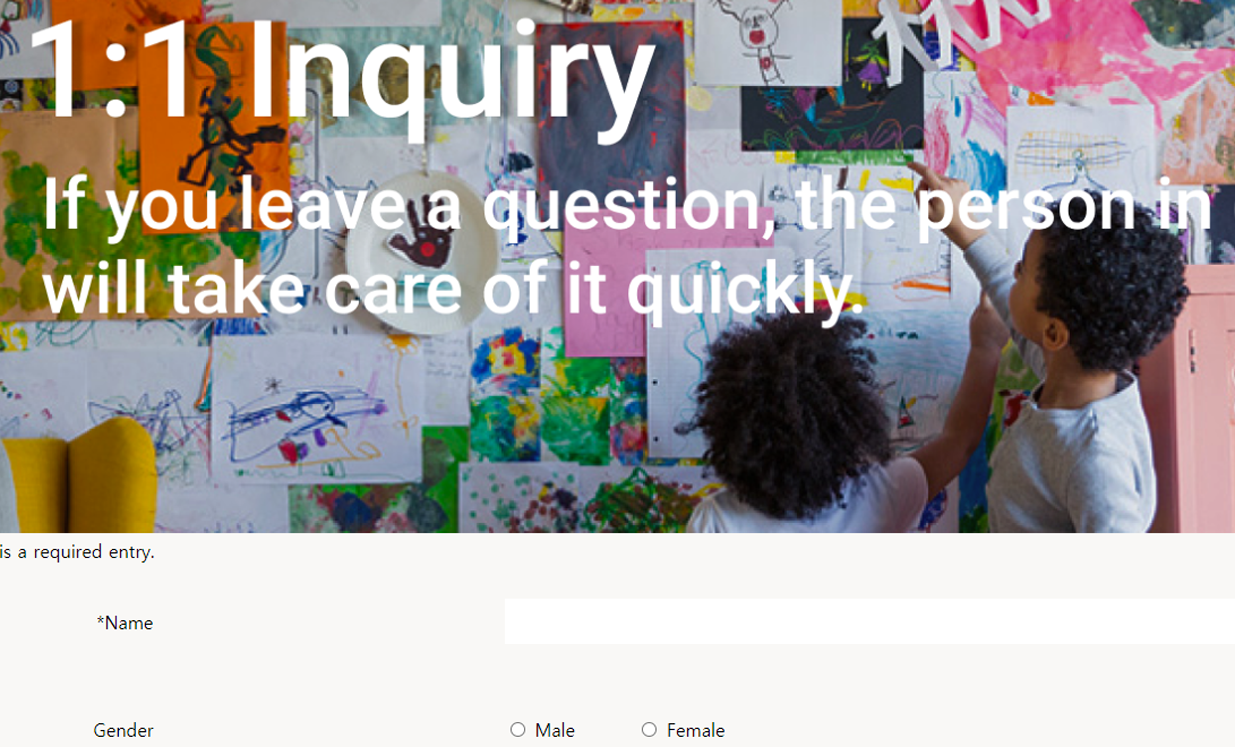 1:1 Inquiry
If you leave a question, the person in
will take care of it quickly.
is a required entry.
*Name
Gender
Male Female